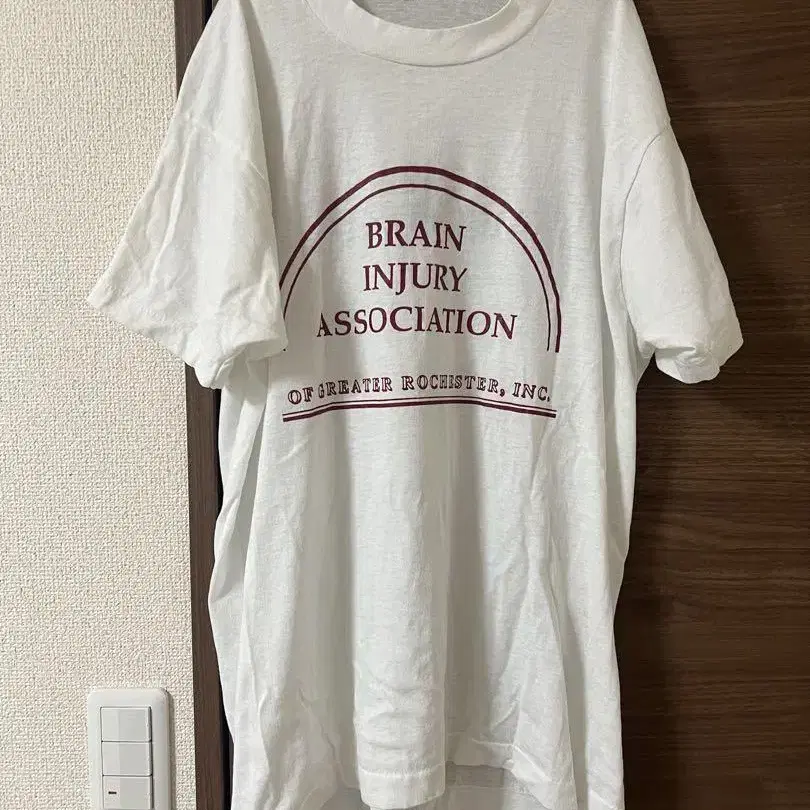 BRAIN
INJURY
ASSOCIATION
OF GREATER ROCHISTER, INC.